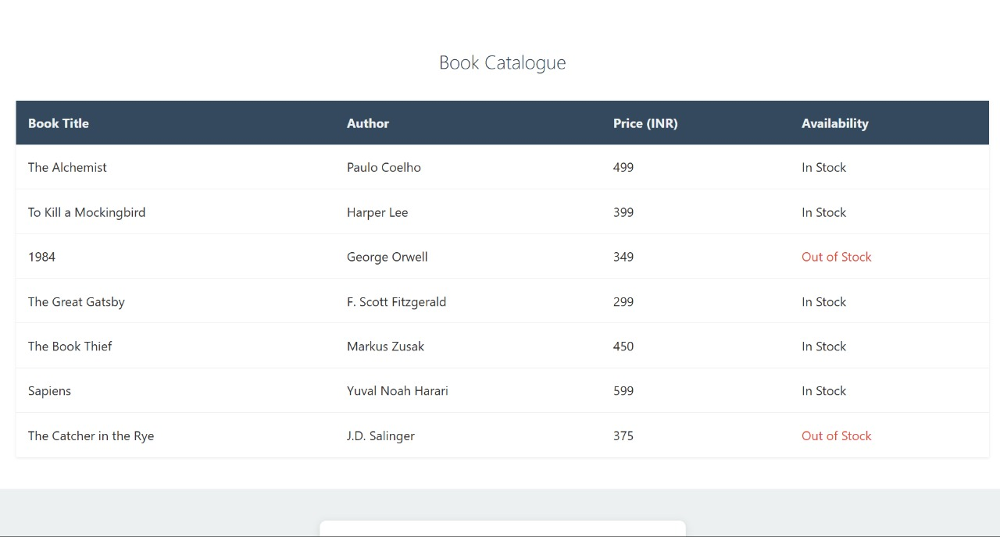 Book Catalogue
Book Title Author Price (INR) Availability
The Alchemist Paulo Coelho 499 In Stock
To Kill a Mockingbird Harper Lee 399 In Stock
1984 George Orwell 349 Out of Stock
The Great Gatsby F. Scott Fitzgerald 299 In Stock
The Book Thief Markus Zusak 450 In Stock
Sapiens Yuval Noah Harari 599 In Stock
The Catcher in the Rye J.D. Salinger 375 Out of Stock